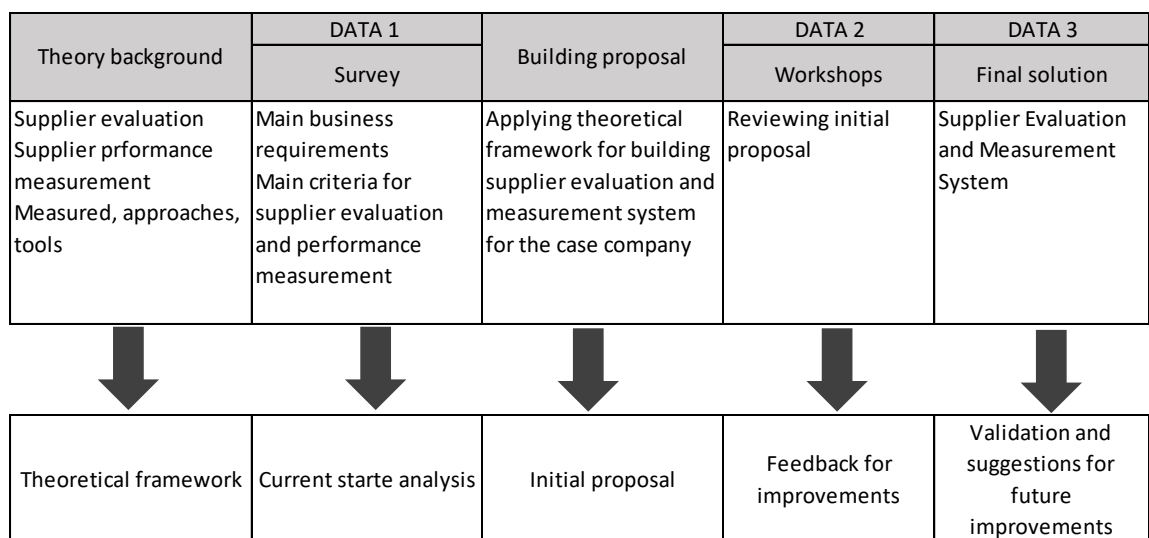 Theory background
DATA 1
Survey
Building proposal
DATA 2
Workshops
DATA 3
Final solution
Supplier evaluation
Supplier prformance
measurement
Measured, approaches,
tools
Main business
requirements
Main criteria for
supplier evaluation
and performance
measurement
Applying theoretical
framework for building
supplier evaluation and
measurement system
for the case company
Reviewing initial
proposal
Supplier Evaluation
and Measurement
System
Theoretical framework
Current starte analysis
Initial proposal
Feedback for
improvements
Validation and
suggestions for
future
improvements